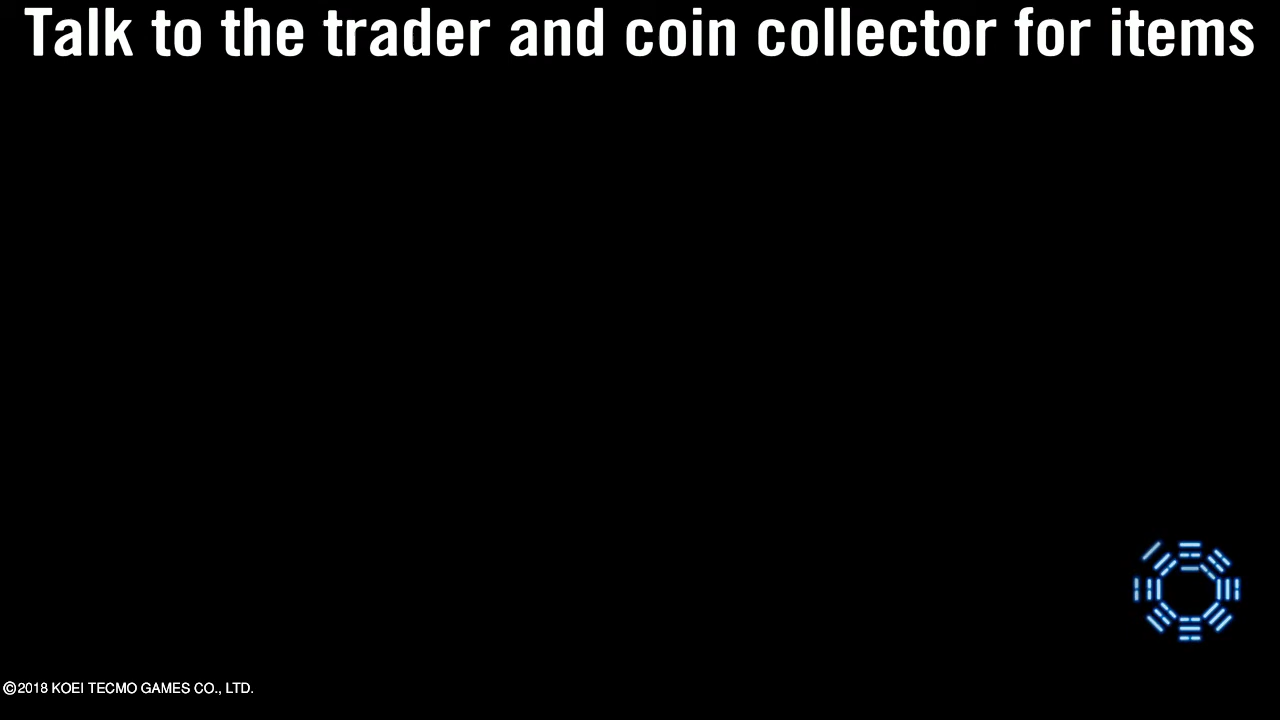 Talk to the trader and coin collector for items
©2018 KOEI TECMO GAMES CO., LTD.